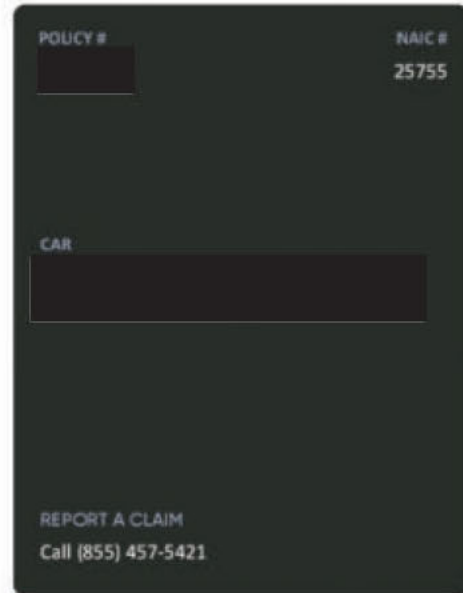 POLICY #
NAIC #
25755
CAR
REPORT A CLAIM
Call (855) 457-5421